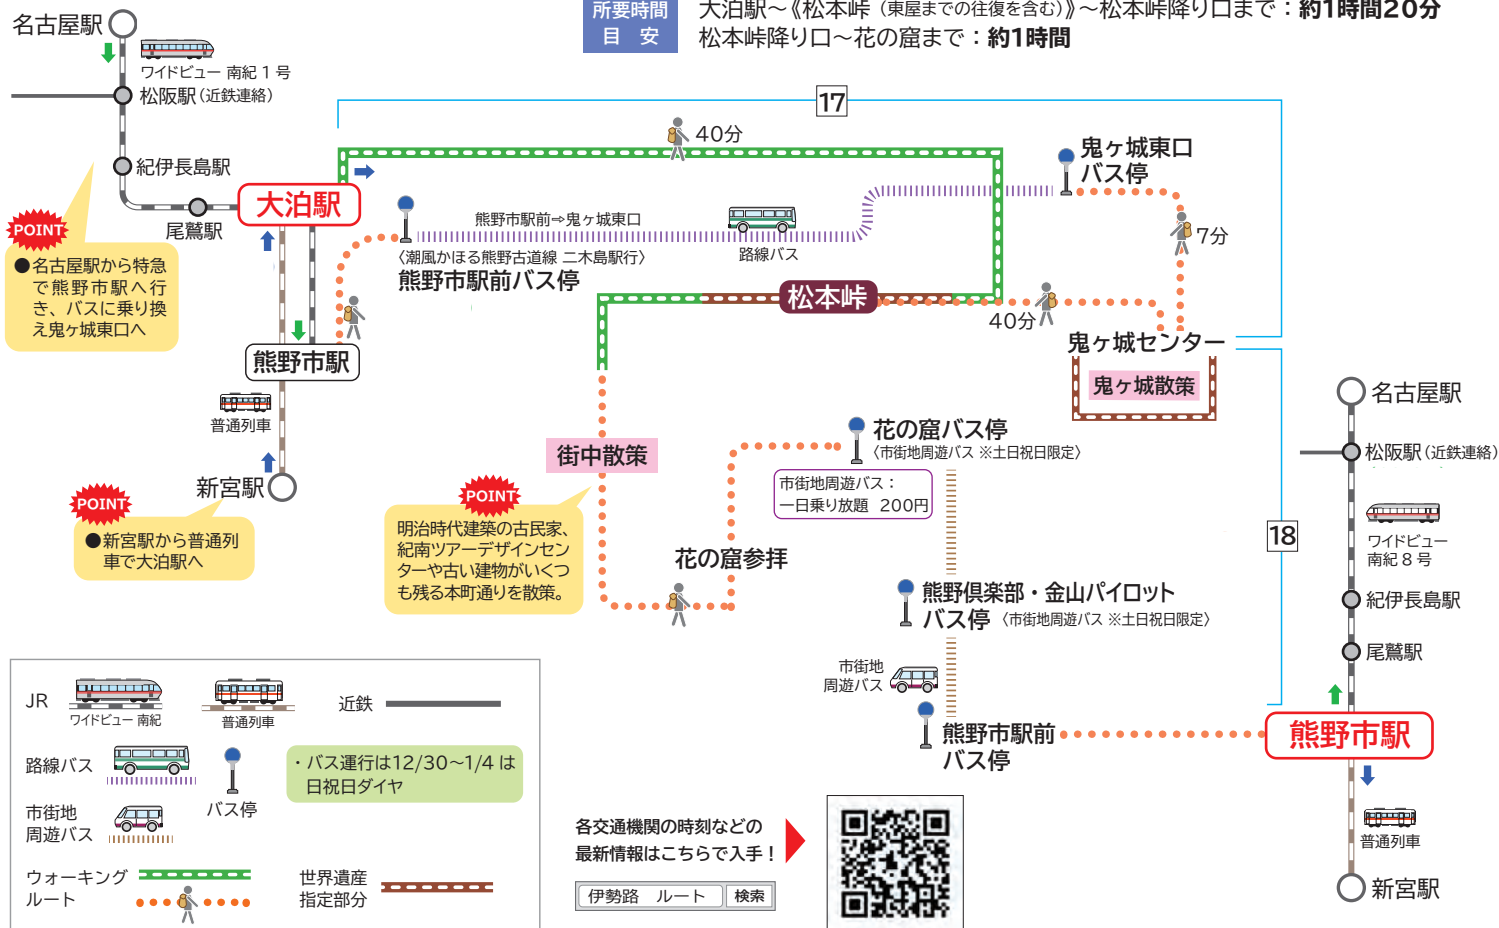 所要時間
目 安
大泊駅～《松本峠（東屋までの往復を含む）》～松本峠降り口まで：約1時間20分
松本峠降り口～花の窟まで：約1時間
名古屋駅
ワイドビュー 南紀 1 号
松阪駅（近鉄連絡）
紀伊長島駅
尾鷲駅
大泊駅
POINT
●名古屋駅から特急
で熊野市駅へ行
き、バスに乗り換
え鬼ヶ城東口へ
17
40分
熊野市駅前⇒鬼ヶ城東口
路線バス
〈潮風かほる熊野古道線 二木島駅行〉
熊野市駅前バス停
鬼ヶ城東口
バス停
7分
松本峠
40分
鬼ヶ城センター
鬼ヶ城散策
熊野市駅
普通列車
新宮駅
POINT
●新宮駅から普通列
車で大泊駅へ
街中散策
POINT
明治時代建築の古民家、
紀南ツアーデザインセン
ターや古い建物がいくつ
も残る本町通りを散策。
花の窟参拝
花の窟バス停
〈市街地周遊バス ※土日祝日限定〉
市街地周遊バス：
一日乗り放題 200円
熊野倶楽部・金山パイロット
バス停 〈市街地周遊バス ※土日祝日限定〉
市街地
周遊バス
熊野市駅前
バス停
18
名古屋駅
松阪駅（近鉄連絡）
ワイドビュー
南紀 8 号
紀伊長島駅
尾鷲駅
熊野市駅
普通列車
新宮駅
JR
ワイドビュー 南紀
普通列車
近鉄
路線バス
バス停
・バス運行は12/30～1/4 は
日祝日ダイヤ
市街地
周遊バス
ウォーキング
ルート
世界遺産
指定部分
各交通機関の時刻などの
最新情報はこちらで入手！
伊勢路 ルート 検索